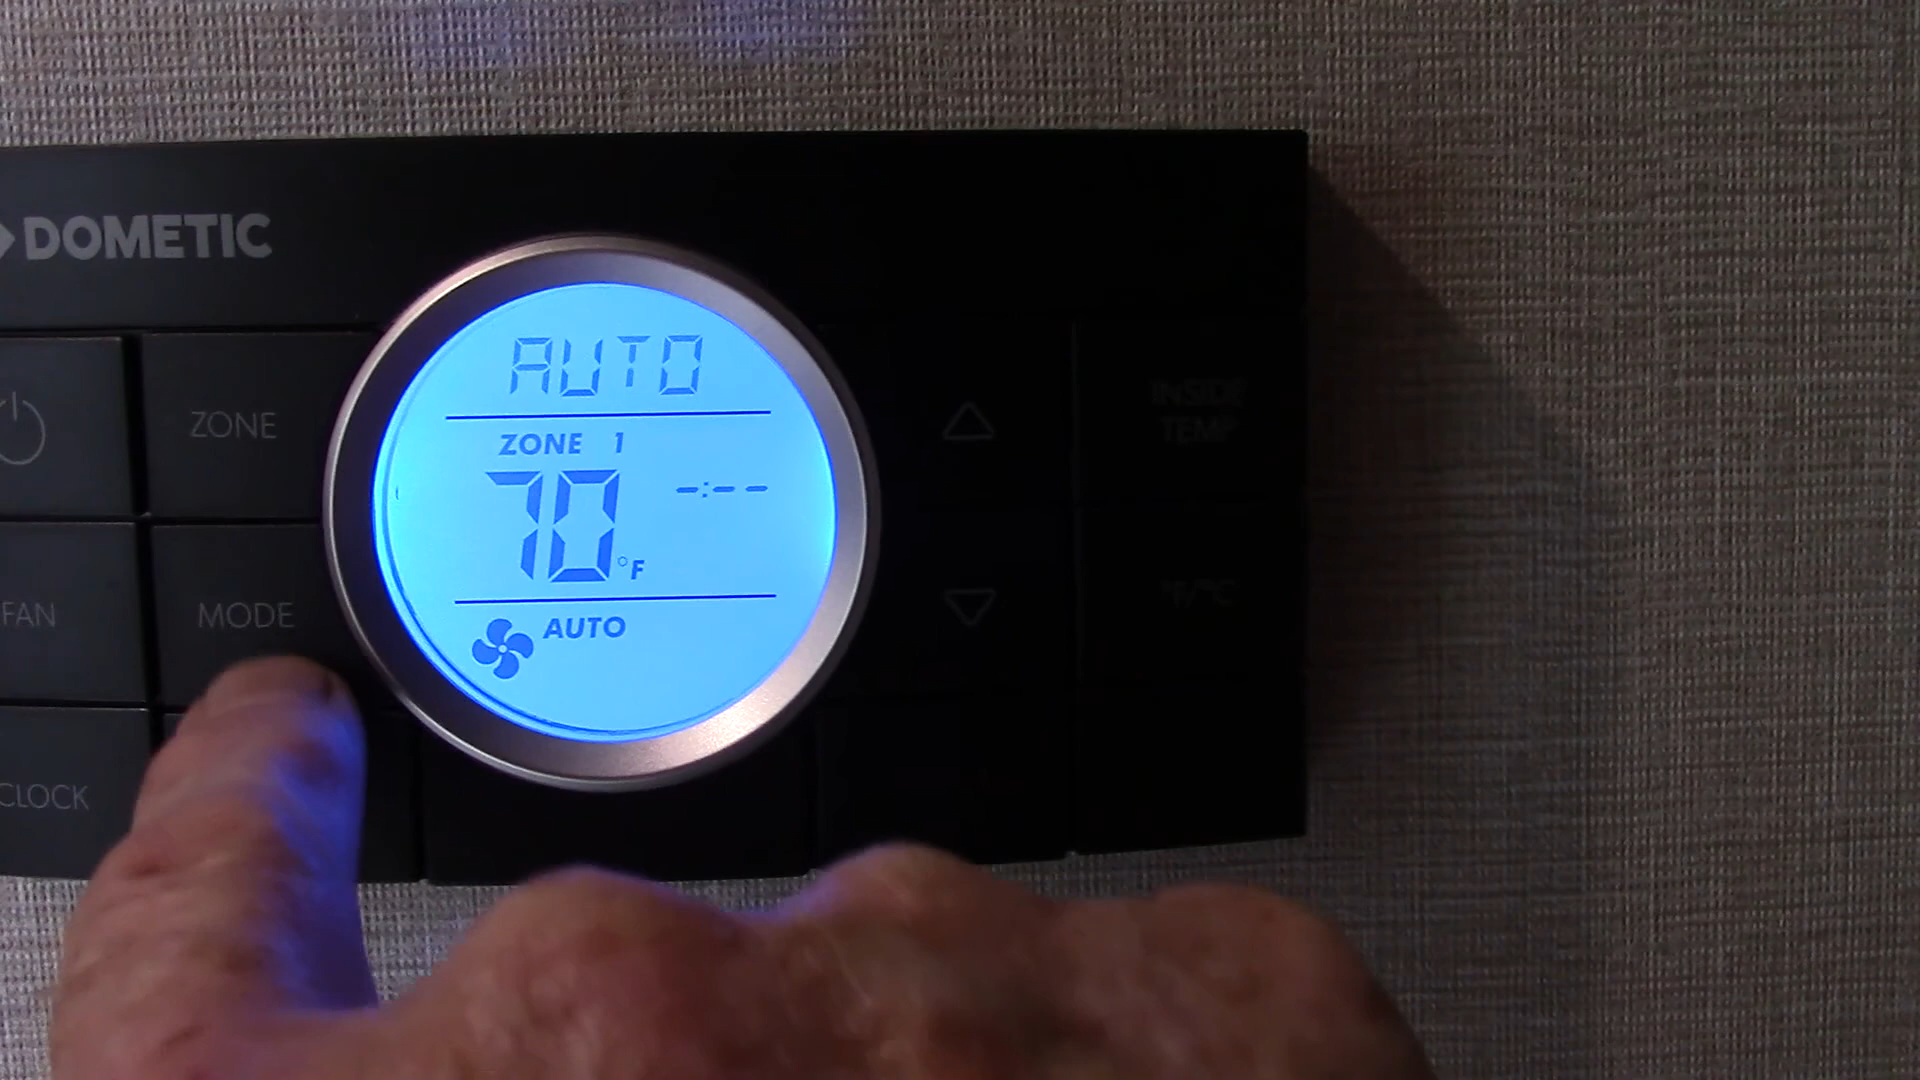 DOMETIC
AUTO
ZONE
ZONE 1
INSIDE
TEMP
70 °F
-:--
°F/°C
FAN
MODE
AUTO
CLOCK